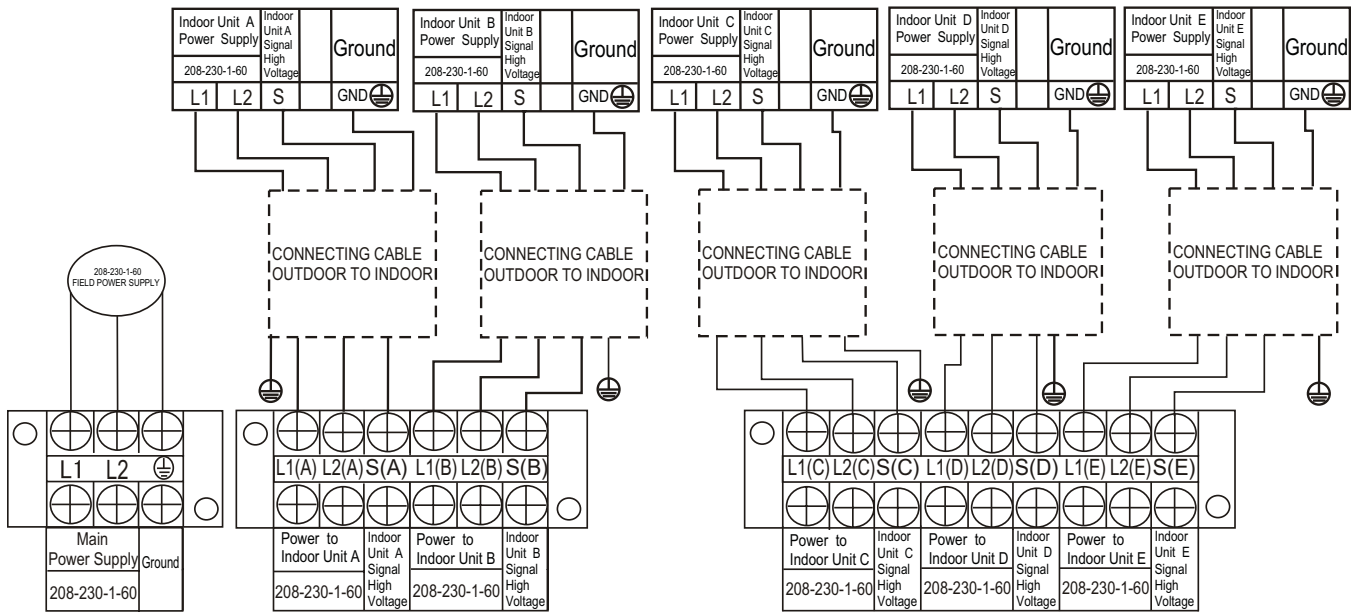 Indoor Unit A
Power Supply
208-230-1-60
Indoor
Unit A
Signal
High
Voltage
Ground
L1 L2 S GND
Indoor Unit B
Power Supply
208-230-1-60
Indoor
Unit B
Signal
High
Voltage
Ground
L1 L2 S GND
Indoor Unit C
Power Supply
208-230-1-60
Indoor
Unit C
Signal
High
Voltage
Ground
L1 L2 S GND
Indoor Unit D
Power Supply
208-230-1-60
Indoor
Unit D
Signal
High
Voltage
Ground
L1 L2 S GND
Indoor Unit E
Power Supply
208-230-1-60
Indoor
Unit E
Signal
High
Voltage
Ground
L1 L2 S GND
CONNECTING CABLE
OUTDOOR TO INDOOR
CONNECTING CABLE
OUTDOOR TO INDOOR
CONNECTING CABLE
OUTDOOR TO INDOOR
CONNECTING CABLE
OUTDOOR TO INDOOR
CONNECTING CABLE
OUTDOOR TO INDOOR
208-230-1-60
FIELD POWER SUPPLY
L1 L2
Main
Power Supply
208-230-1-60
Ground
L1(A) L2(A) S(A) L1(B) L2(B) S(B)
Power to
Indoor Unit A
208-230-1-60
Indoor
Unit A
Signal
High
Voltage
Power to
Indoor Unit B
208-230-1-60
Indoor
Unit B
Signal
High
Voltage
L1(C) L2(C) S(C) L1(D) L2(D) S(D) L1(E) L2(E) S(E)
Power to
Indoor Unit C
208-230-1-60
Indoor
Unit C
Signal
High
Voltage
Power to
Indoor Unit D
208-230-1-60
Indoor
Unit D
Signal
High
Voltage
Power to
Indoor Unit E
208-230-1-60
Indoor
Unit E
Signal
High
Voltage